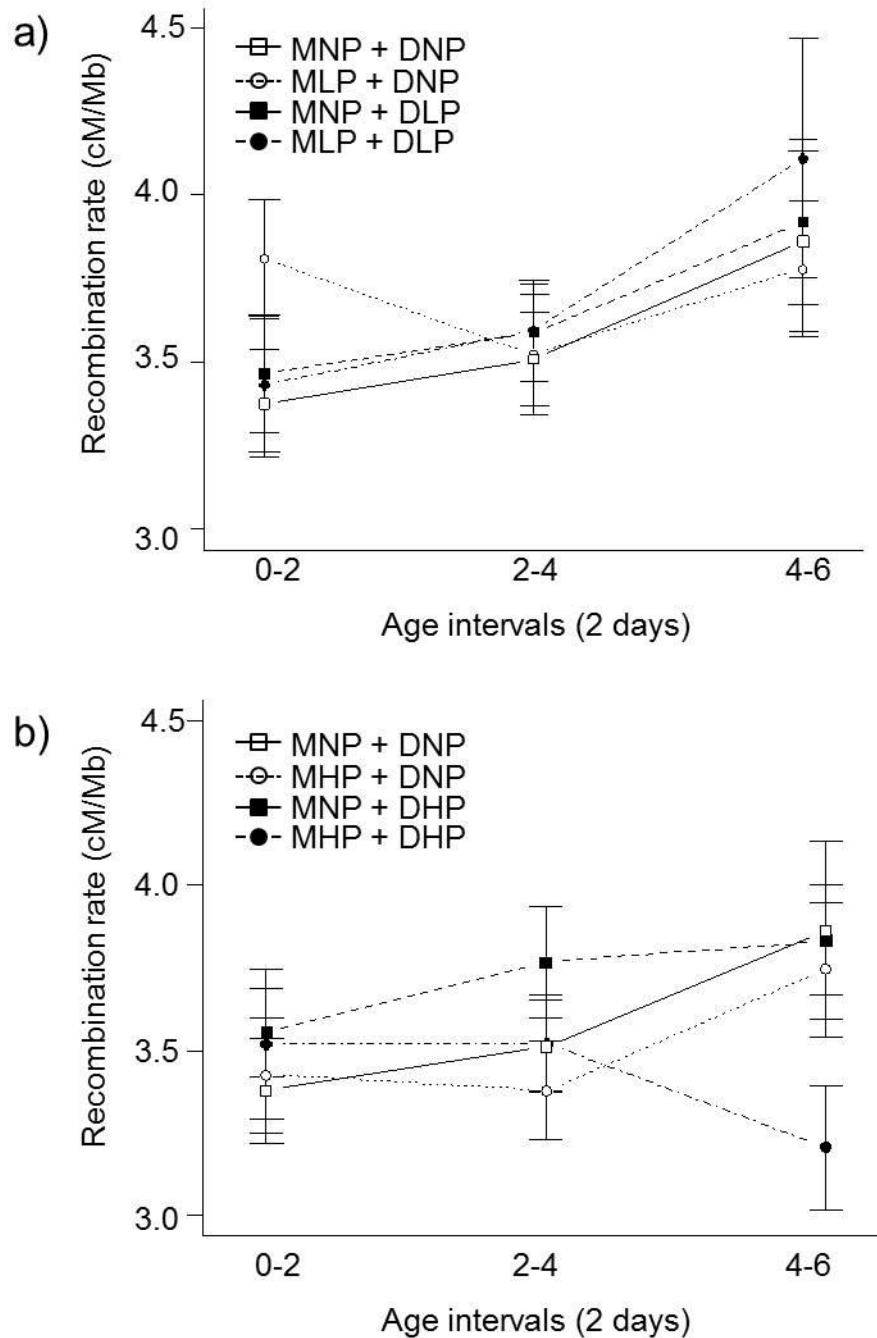 a)
Recombination rate (cM/Mb)
4.5
4.0
3.5
3.0
MNP + DNP
MLP + DNP
MNP + DLP
MLP + DLP
0-2 2-4 4-6
Age intervals (2 days)
b)
Recombination rate (cM/Mb)
4.5
4.0
3.5
3.0
MNP + DNP
MHP + DNP
MNP + DHP
MHP + DHP
0-2 2-4 4-6
Age intervals (2 days)